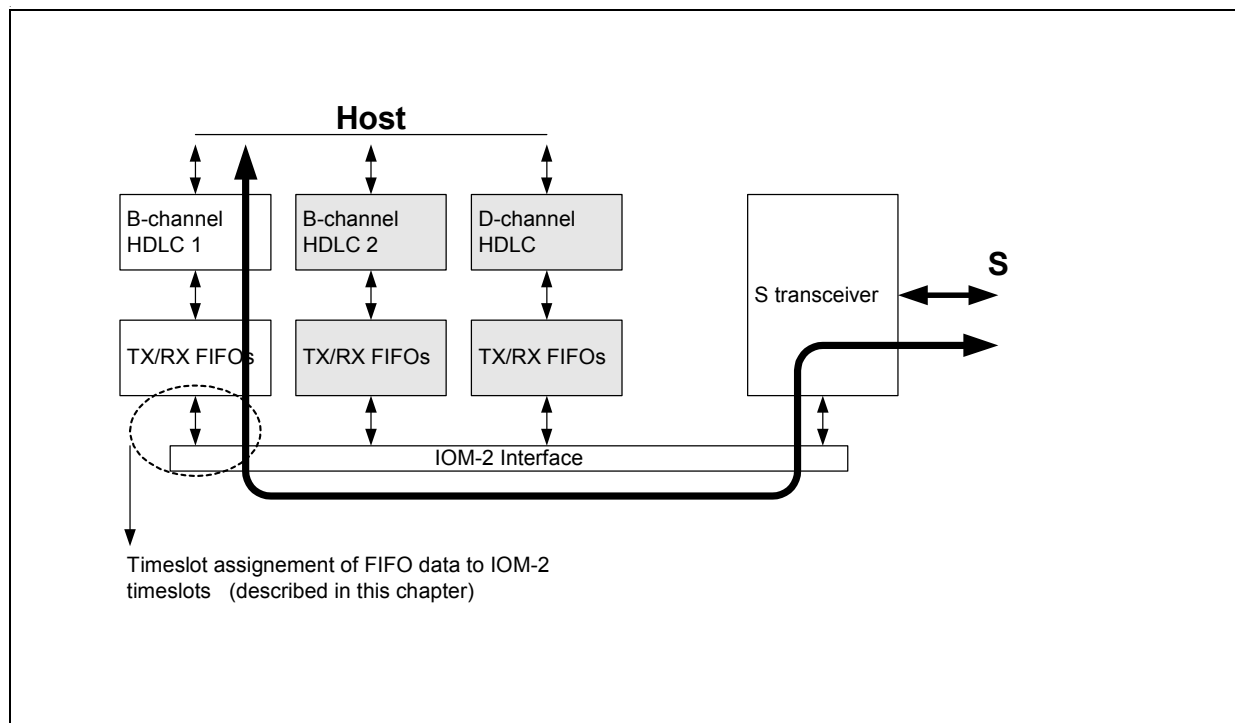 Host
B-channel
HDLC 1
B-channel
HDLC 2
D-channel
HDLC
S transceiver
S
TX/RX FIFOs
TX/RX FIFOs
TX/RX FIFOs
IOM-2 Interface
Timeslot assignement of FIFO data to IOM-2
timeslots (described in this chapter)